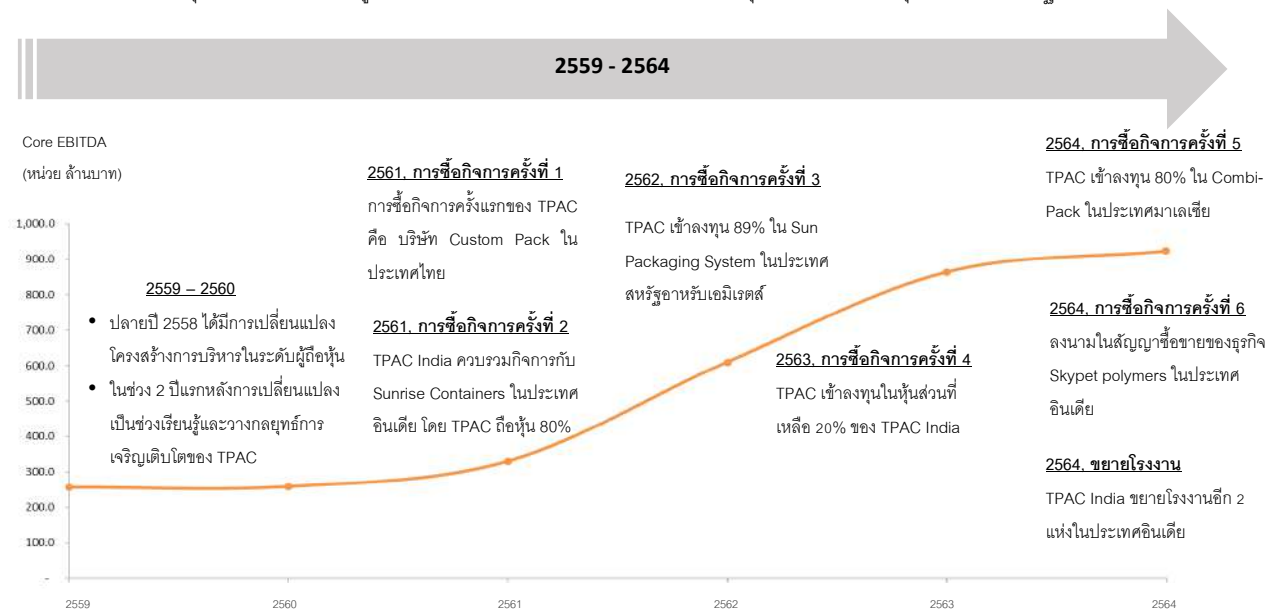 2559 - 2564
Core EBITDA
(หน่วย ล้านบาท)
1,000.0
900.0
800.0
700.0
600.0
500.0
400.0
300.0
200.0
100.0
-
2559 – 2560
• ปลายปี 2558 ได้มีการเปลี่ยนแปลง
โครงสร้างการบริหารในระดับผู้ถือหุ้น
• ในช่วง 2 ปีแรกหลังการเปลี่ยนแปลง
เป็นช่วงเรียนรู้และวางกลยุทธ์การ
เจริญเติบโตของ TPAC
2561, การซื้อกิจการครั้งที่ 1
การซื้อกิจการครั้งแรกของ TPAC
คือ บริษัท Custom Pack ใน
ประเทศไทย
2561, การซื้อกิจการครั้งที่ 2
TPAC India ควบรวมกิจการกับ
Sunrise Containers ในประเทศ
อินเดีย โดย TPAC ถือหุ้น 80%
2562, การซื้อกิจการครั้งที่ 3
TPAC เข้าลงทุน 89% ใน Sun
Packaging System ในประเทศ
สหรัฐอาหรับเอมิเรตส์
2563, การซื้อกิจการครั้งที่ 4
TPAC เข้าลงทุนในหุ้นส่วนที่
เหลือ 20% ของ TPAC India
2564, การซื้อกิจการครั้งที่ 5
TPAC เข้าลงทุน 80% ใน Combi-
Pack ในประเทศมาเลเซีย
2564, การซื้อกิจการครั้งที่ 6
ลงนามในสัญญาซื้อขายของธุรกิจ
Skypet polymers ในประเทศ
อินเดีย
2564, ขยายโรงงาน
TPAC India ขยายโรงงานอีก 2
แห่งในประเทศอินเดีย
2559 2560 2561 2562 2563 2564